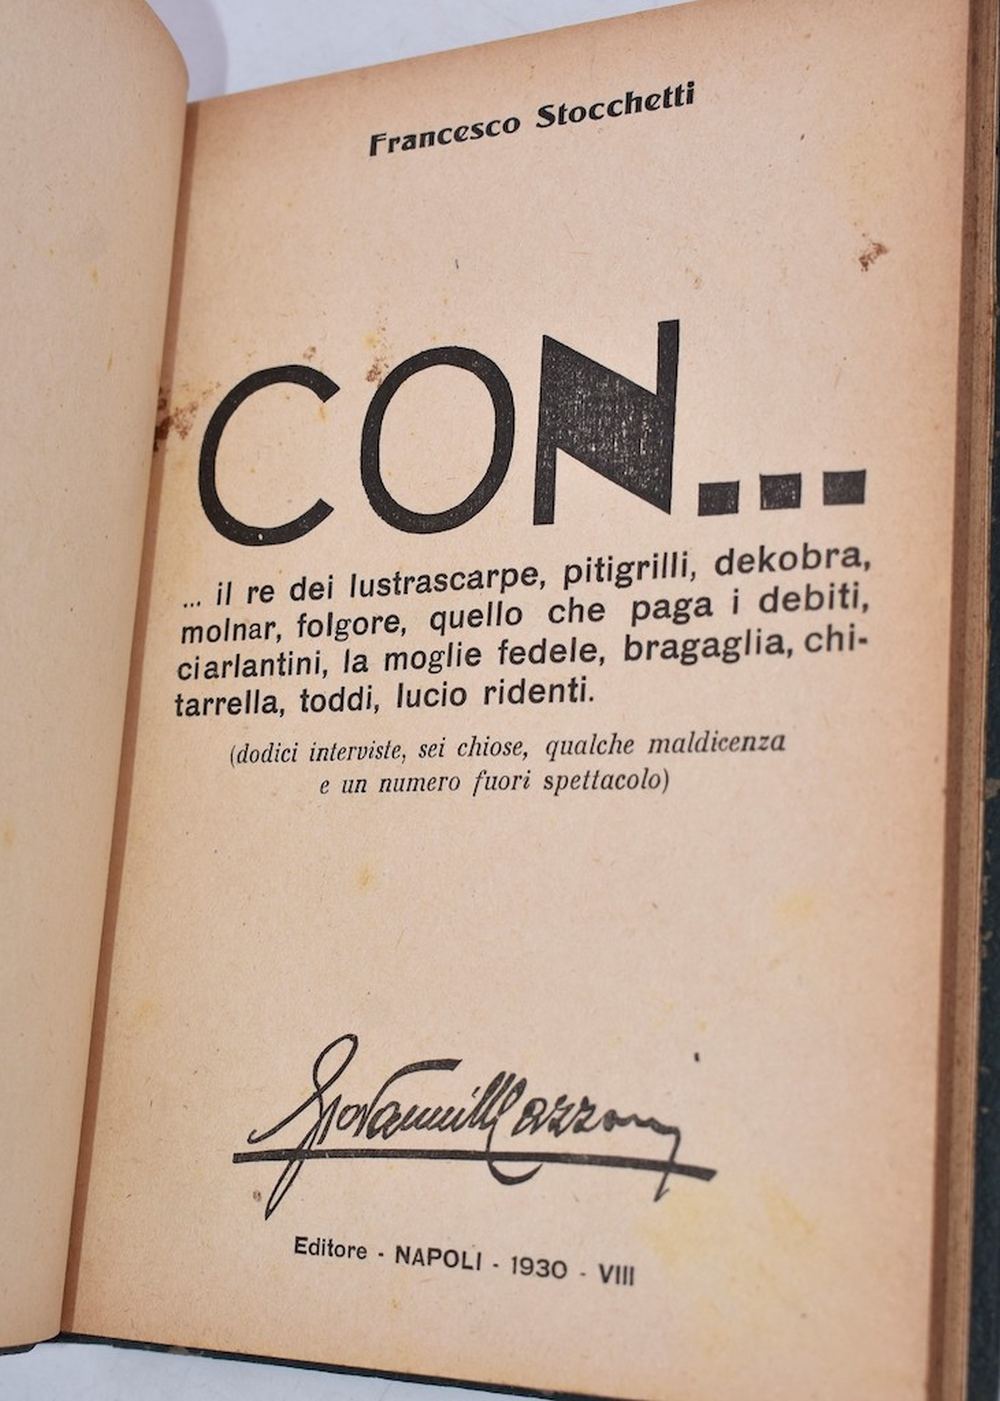 Francesco Stocchetti
CON...
... il re dei lustrascarpe, pitigrilli, dekobra,
molnar, folgore, quello che paga i debiti,
ciarlantini, la moglie fedele, bragaglia, chi-
tarrella, toddi, lucio ridenti.
(dodici interviste, sei chiose, qualche maldicenza
e un numero fuori spettacolo)
Giovanni Mazzoni
Editore - NAPOLI - 1930 - VIII